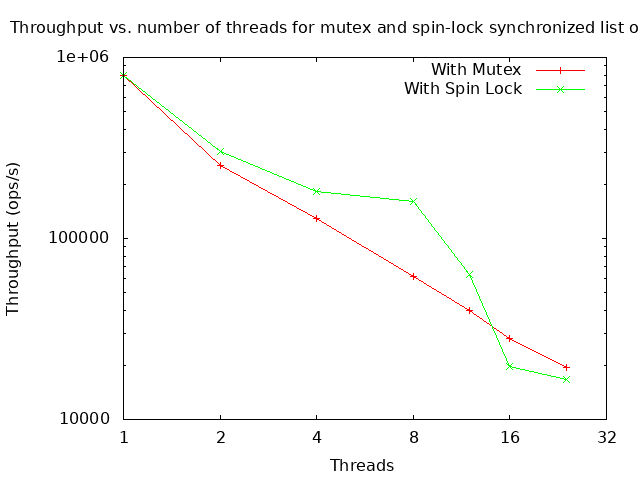 Throughput vs. number of threads for mutex and spin-lock synchronized list o
1e+06
With Mutex
With Spin Lock
Throughput (ops/s)
100000
10000
1 2 4 8 16 32
Threads